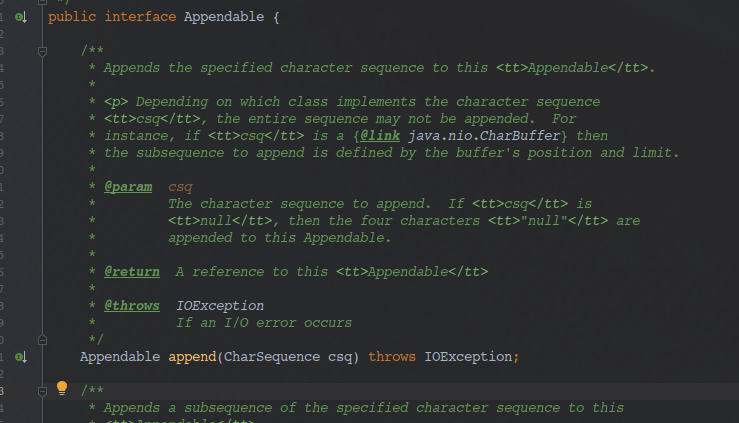 */
public interface Appendable {
/**
* Appends the specified character sequence to this <tt>Appendable</tt>.
*
* <p> Depending on which class implements the character sequence
* <tt>csq</tt>, the entire sequence may not be appended.  For
* instance, if <tt>csq</tt> is a {@link java.nio.CharBuffer} then
* the subsequence to append is defined by the buffer's position and limit.
*
* @param  csq
*         The character sequence to append.  If <tt>csq</tt> is
*         <tt>null</tt>, then the four characters <tt>"null"</tt> are
*         appended to this Appendable.
*
* @return  A reference to this <tt>Appendable</tt>
*
* @throws  IOException
*          If an I/O error occurs
*/
Appendable append(CharSequence csq) throws IOException;
/**
* Appends a subsequence of the specified character sequence to this
* <tt>Appendable</tt>